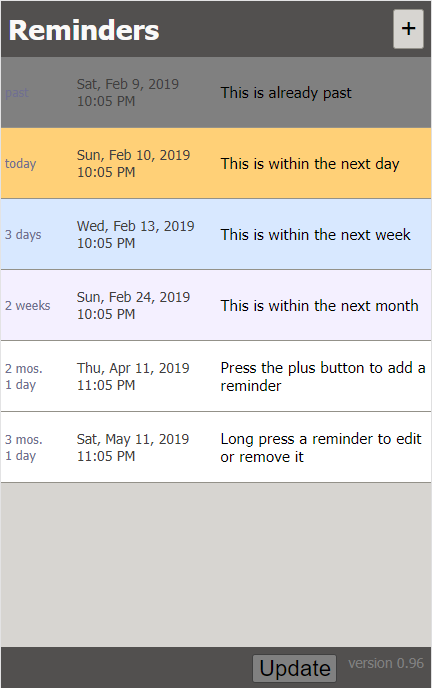 Reminders
+
past
Sat, Feb 9, 2019
10:05 PM
This is already past
today
Sun, Feb 10, 2019
10:05 PM
This is within the next day
3 days
Wed, Feb 13, 2019
10:05 PM
This is within the next week
2 weeks
Sun, Feb 24, 2019
10:05 PM
This is within the next month
2 mos.
1 day
Thu, Apr 11, 2019
11:05 PM
Press the plus button to add a
reminder
3 mos.
1 day
Sat, May 11, 2019
11:05 PM
Long press a reminder to edit
or remove it
Update
version 0.96